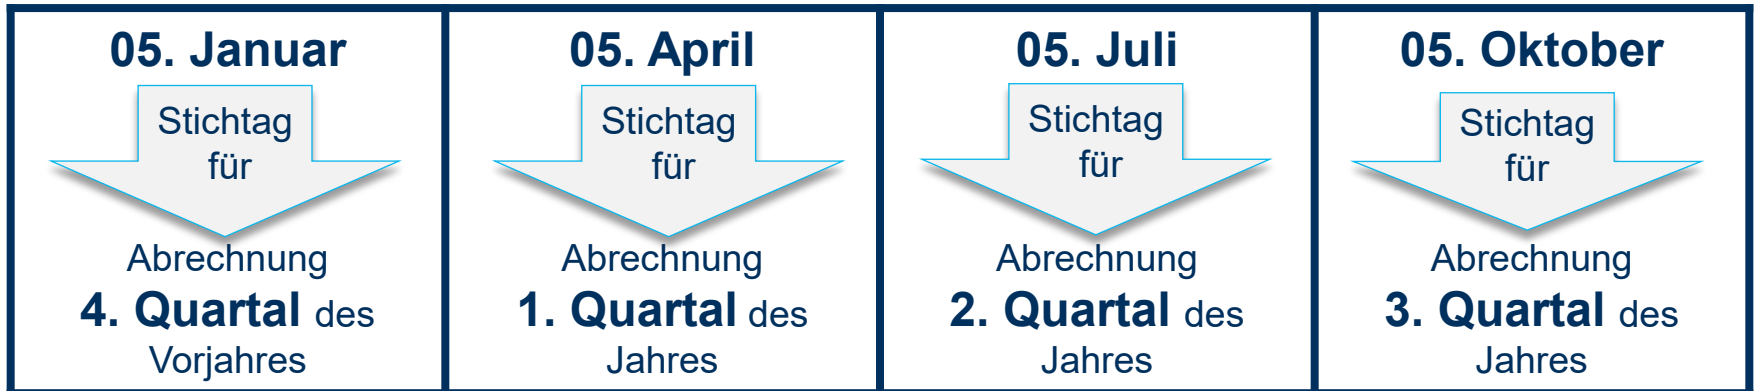 05. Januar
Stichtag
für
Abrechnung
4. Quartal des
Vorjahres
05. April
Stichtag
für
Abrechnung
1. Quartal des
Jahres
05. Juli
Stichtag
für
Abrechnung
2. Quartal des
Jahres
05. Oktober
Stichtag
für
Abrechnung
3. Quartal des
Jahres